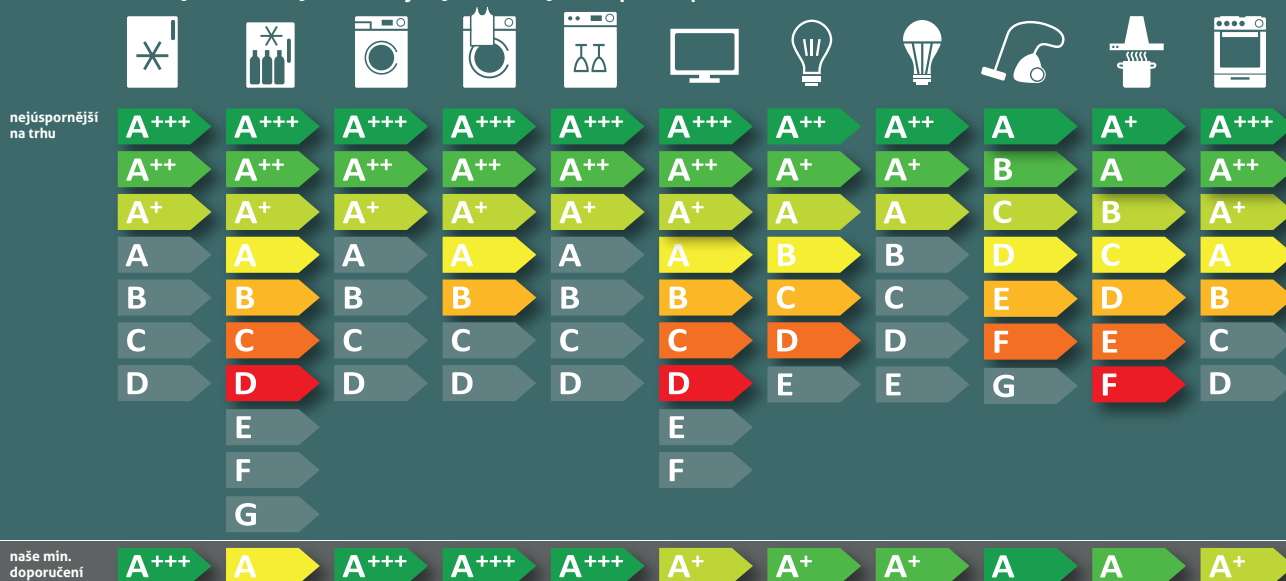 nejúspornější
na trhu
A+++ A+++ A+++ A+++ A+++ A+++ A++ A++ A A+ A+++
A++ A++ A++ A++ A++ A++ A+ A+ B A A++
A+ A+ A+ A+ A+ A+ A A C B A+
A A A A A A B B D C A
B B B B B B C C E D B
C C C C C C D D F E C
D D D D D D E E G F D
E E
F F
G
naše min.
doporučení
A+++ A A+++ A+++ A+++ A+ A+ A+ A A A+